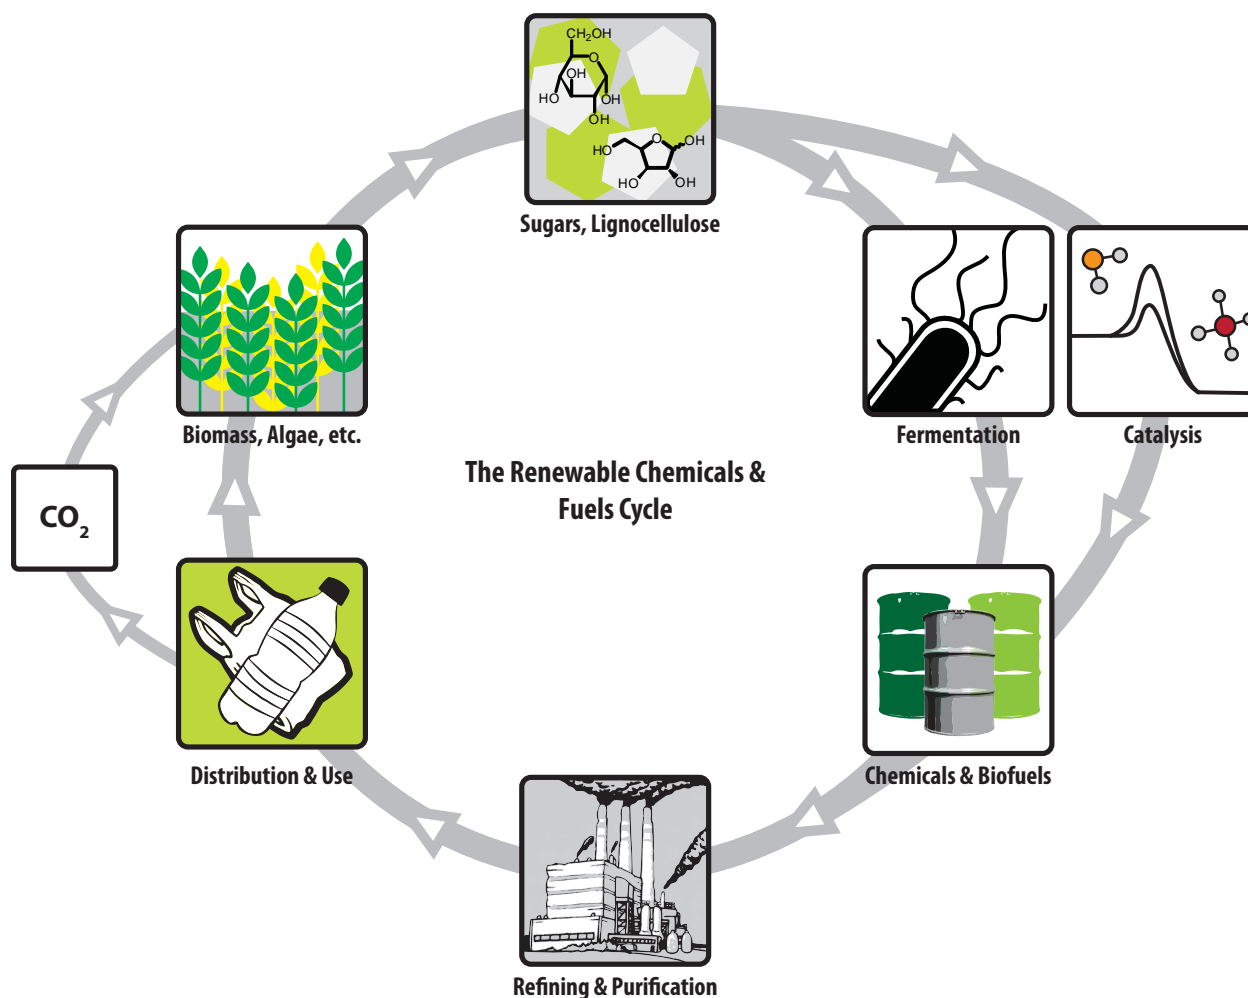 CH2OH
O
OH
HO
OH
OH
O
OH
HO
HO
OH
Sugars, Lignocellulose
Biomass, Algae, etc.
Fermentation
Catalysis
The Renewable Chemicals &
Fuels Cycle
CO2
Distribution & Use
Chemicals & Biofuels
Refining & Purification